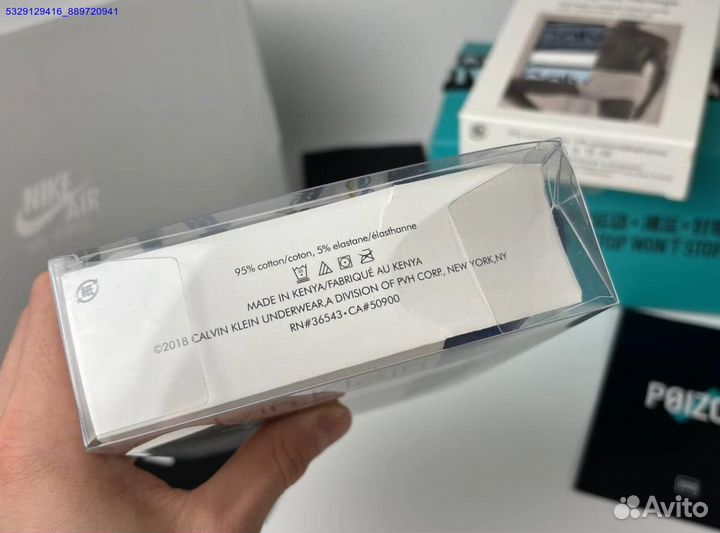 5329129416_889720941
NIKE
AIR
95% cotton/coton, 5% elastane/élasthanne
MADE IN KENYA/FABRIQUÉ AU KENYA
©2018 CALVIN KLEIN UNDERWEAR,A DIVISION OF PVH CORP., NEW YORK,NY
RN#36543•CA#50900
TOP WON'T STOP
Avito